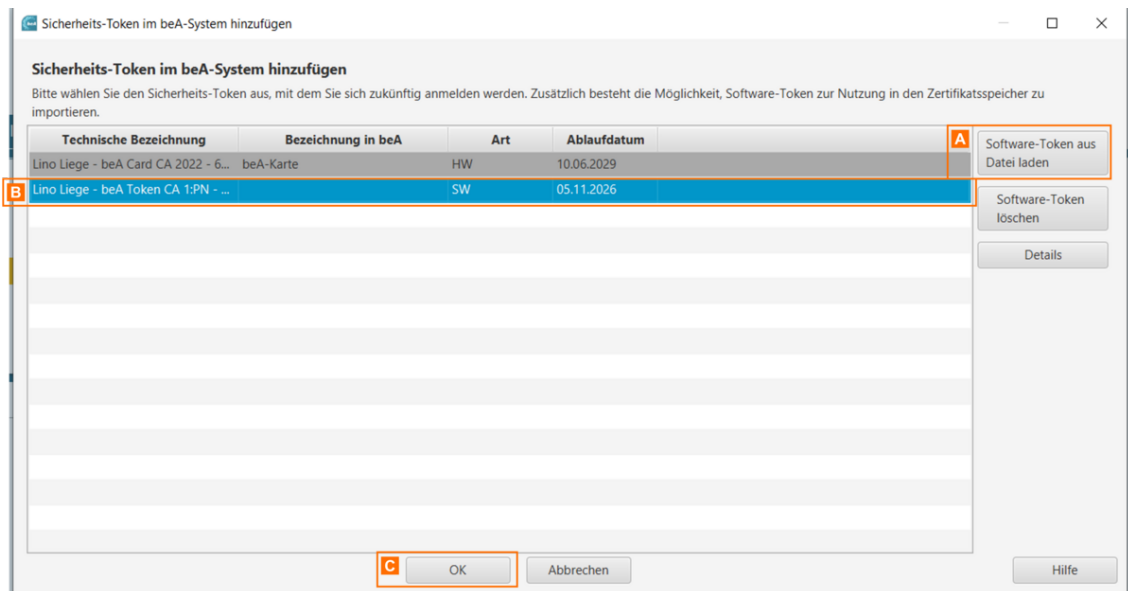 Sicherheits-Token im beA-System hinzufügen
Sicherheits-Token im beA-System hinzufügen
Bitte wählen Sie den Sicherheits-Token aus, mit dem Sie sich zukünftig anmelden werden. Zusätzlich besteht die Möglichkeit, Software-Token zur Nutzung in den Zertifikatsspeicher zu
importieren.
Technische Bezeichnung Bezeichnung in beA Art Ablaufdatum
Lino Liege - beA Card CA 2022 - 6... beA-Karte HW 10.06.2029
B Lino Liege - beA Token CA 1:PN - ... SW 05.11.2026
A Software-Token aus
Datei laden
Software-Token
löschen
Details
C OK Abbrechen Hilfe